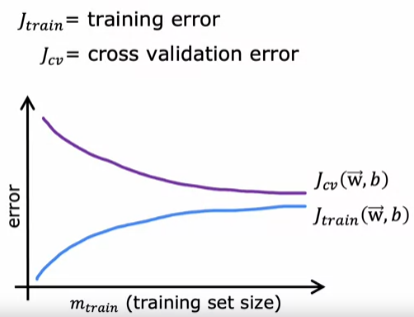 J_train = training error
J_cv = cross validation error
J_cv(w⃗, b)
J_train(w⃗, b)
error
m_train (training set size)